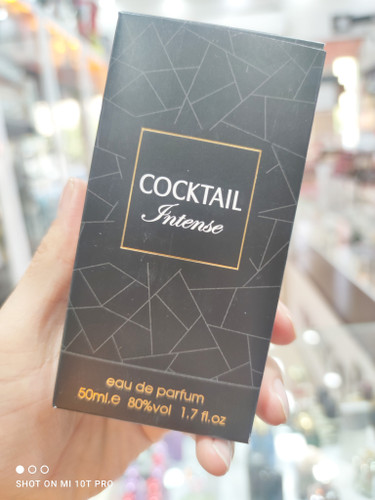 COCKTAIL
Intense
eau de parfum
50ml.e 80%vol 1.7 fl.oz
SHOT ON MI 10T PRO